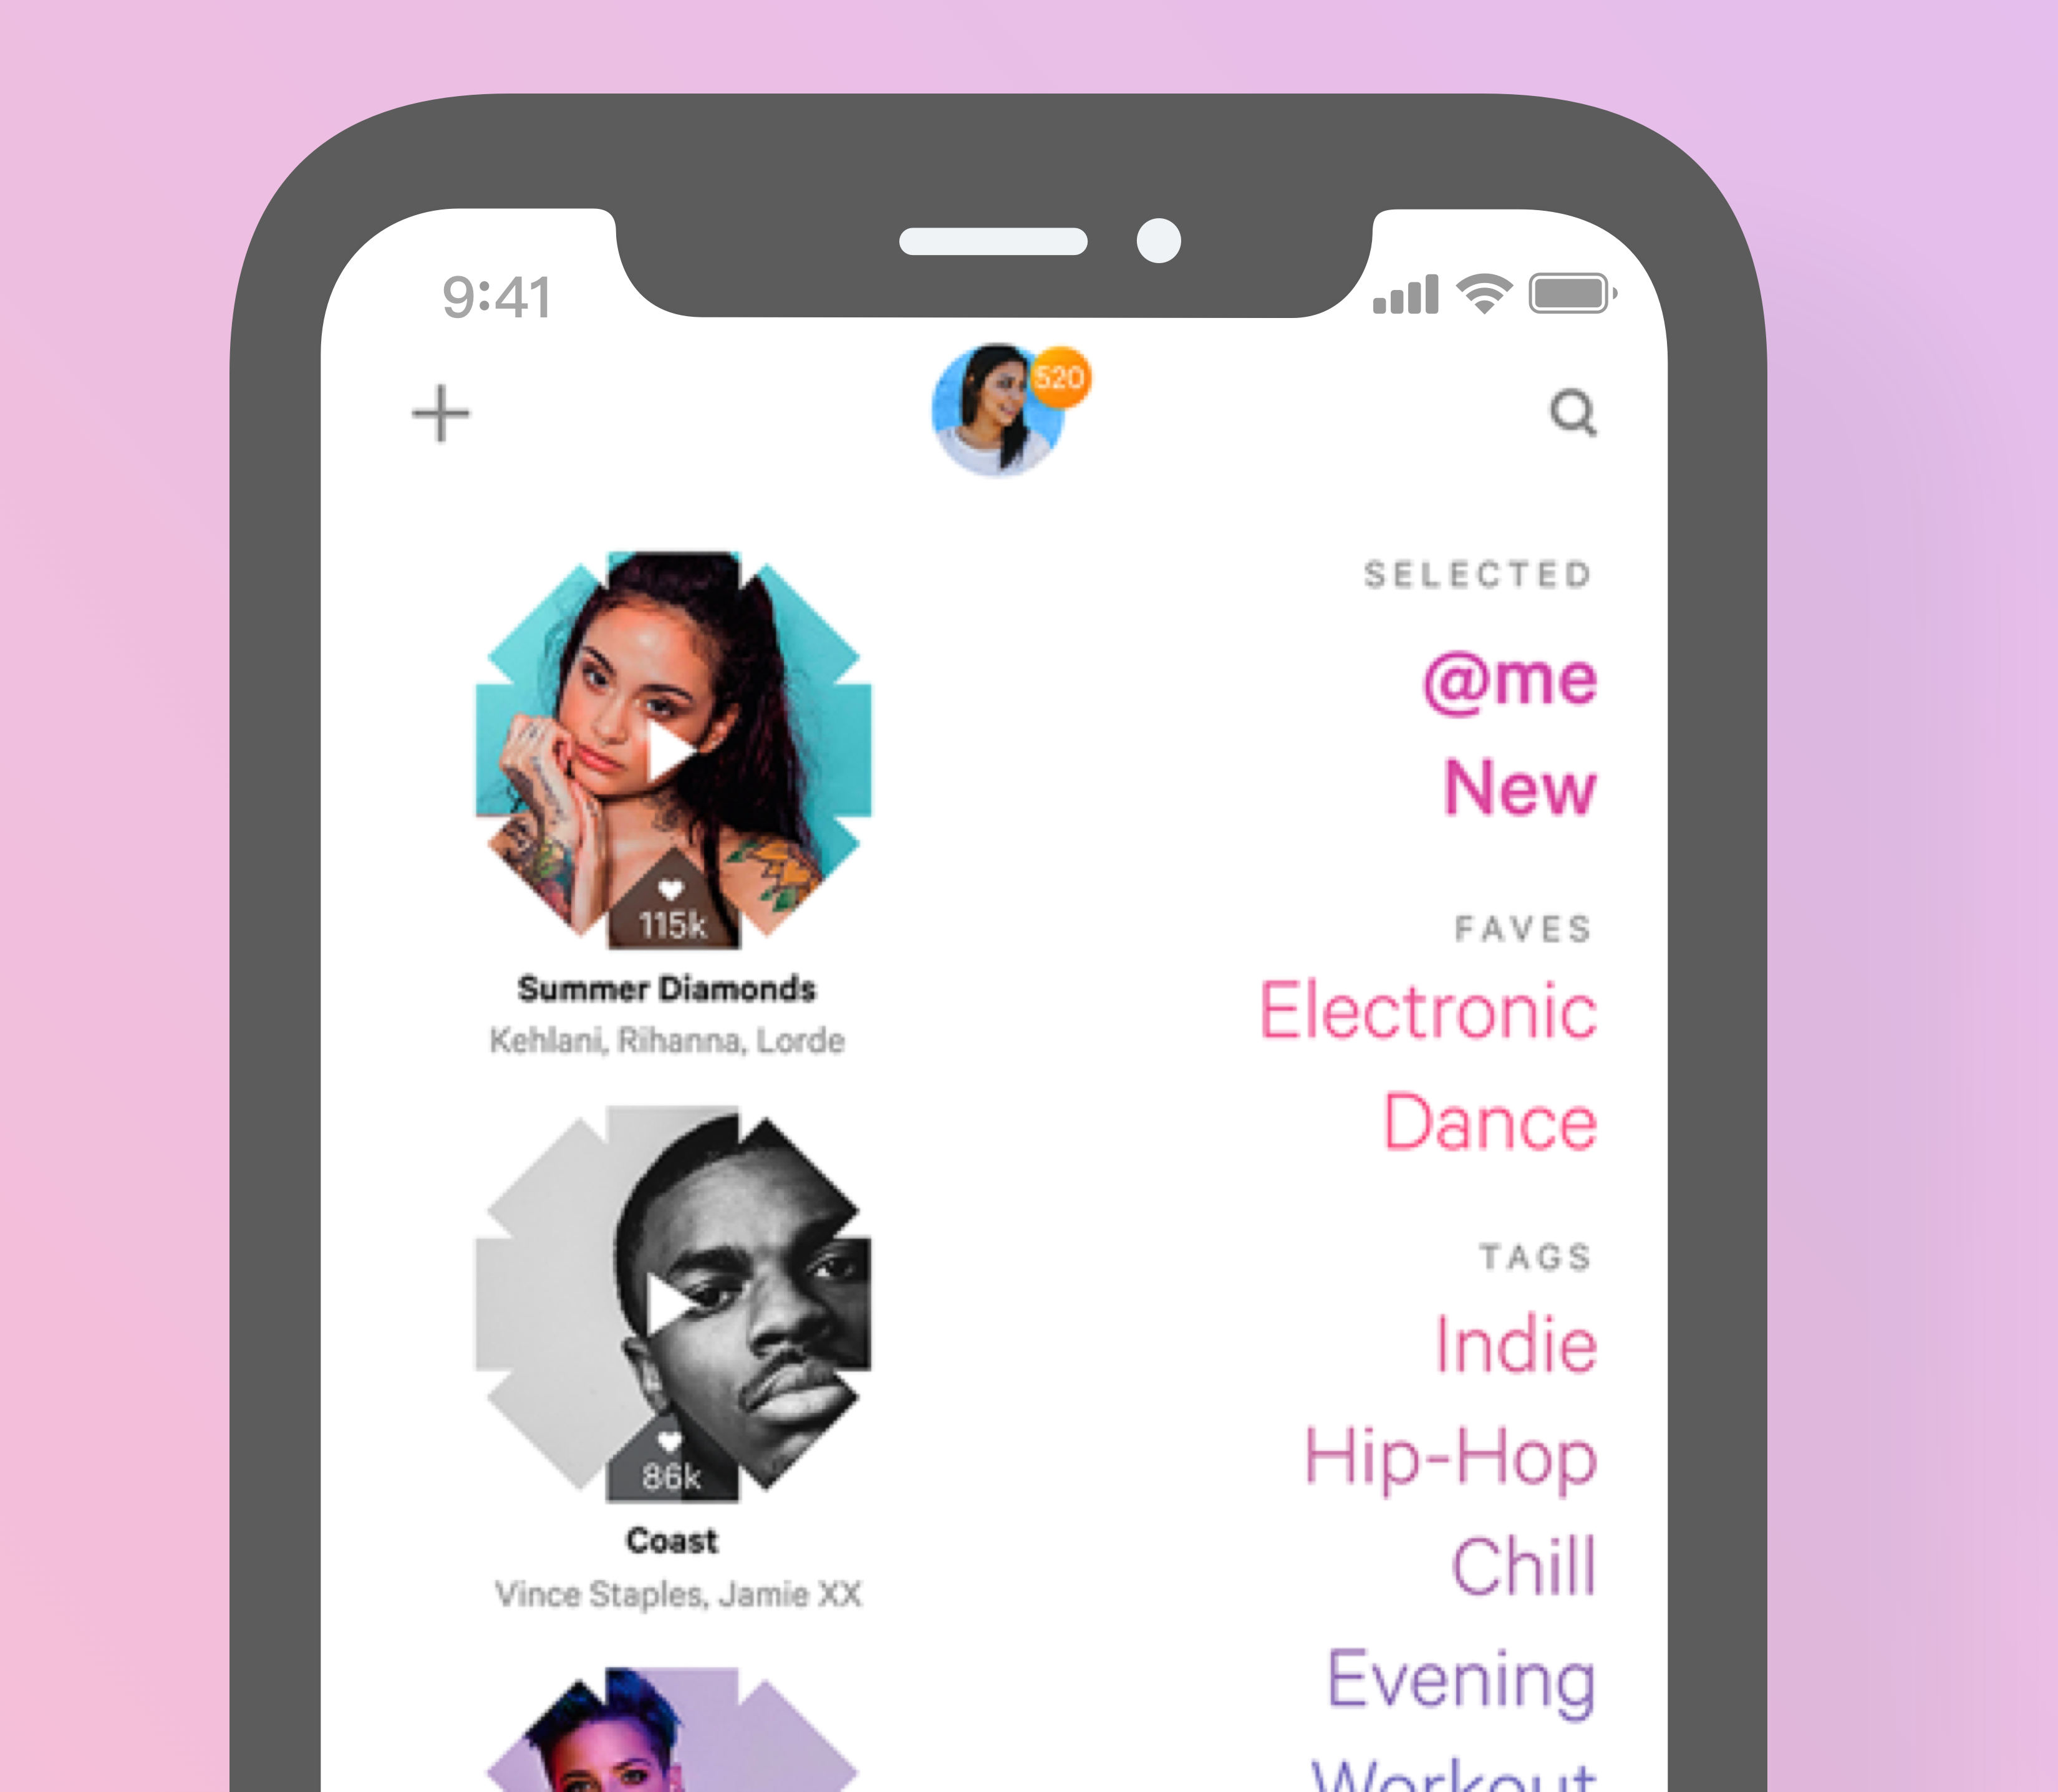 9:41
520
115k
Summer Diamonds
Kehlani, Rihanna, Lorde
86k
Coast
Vince Staples, Jamie XX
SELECTED
@me
New
FAVES
Electronic
Dance
TAGS
Indie
Hip-Hop
Chill
Evening
Workout